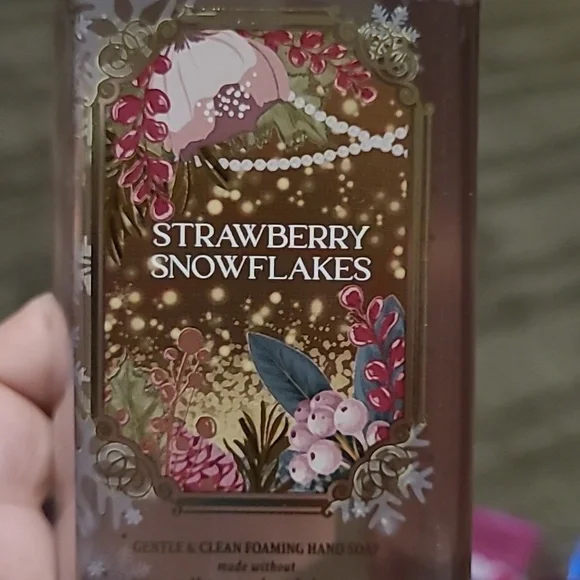 STRAWBERRY
SNOWFLAKES
GENTLE & CLEAN FOAMING HAND SOAP
made without